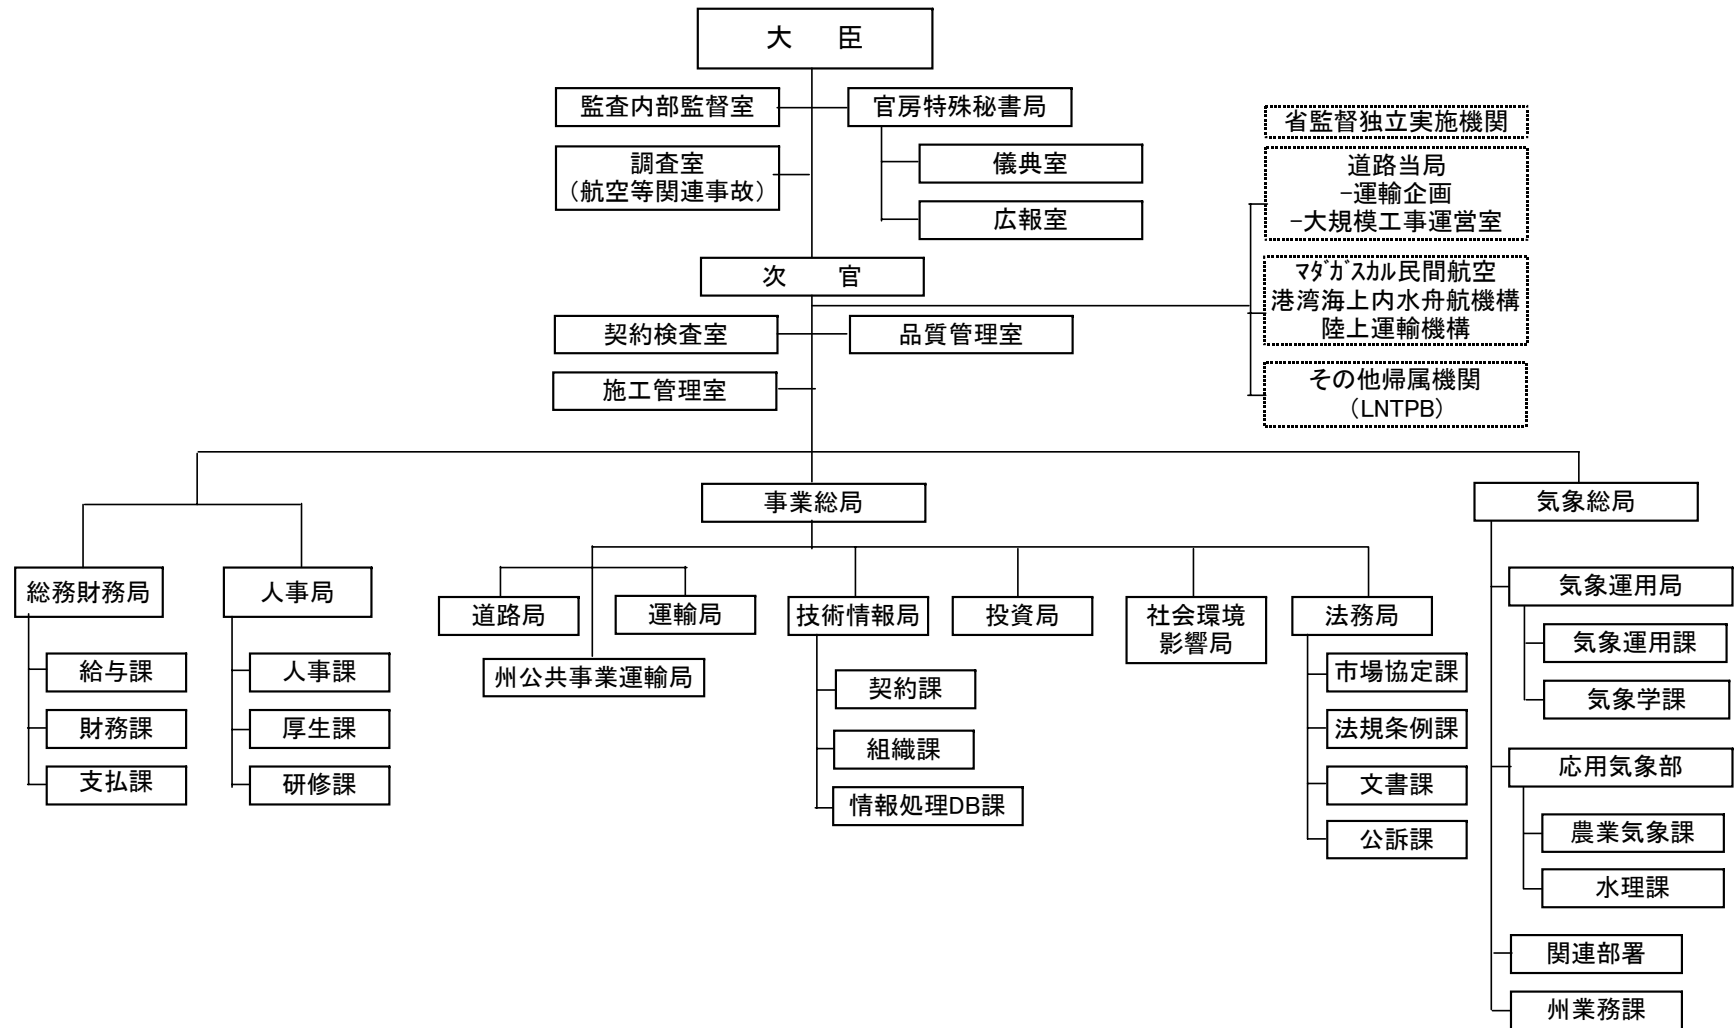 大　臣
監査内部監督室
官房特殊秘書局
省監督独立実施機関
調査室
（航空等関連事故）
儀典室
広報室
道路当局
-運輸企画
-大規模工事運営室
次　官
ﾏﾀﾞｶﾞｽｶﾙ民間航空
港湾海上内水舟航機構
陸上運輸機構
契約検査室
品質管理室
施工管理室
その他帰属機関
（LNTPB）
事業総局
気象総局
総務財務局
人事局
道路局
運輸局
技術情報局
投資局
社会環境
影響局
法務局
気象運用局
給与課
人事課
州公共事業運輸局
契約課
市場協定課
気象運用課
財務課
厚生課
組織課
法規条例課
気象学課
支払課
研修課
情報処理DB課
文書課
応用気象部
公訴課
農業気象課
水理課
関連部署
州業務課